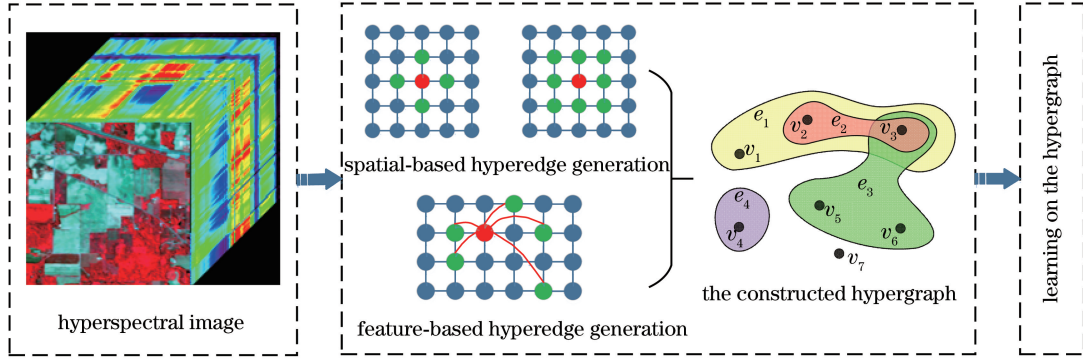 hyperspectral image
spatial-based hyperedge generation
feature-based hyperedge generation
e1
v2
e2
v3
v1
e3
e4
v4
v5
v6
v7
the constructed hypergraph
learning on the hypergraph